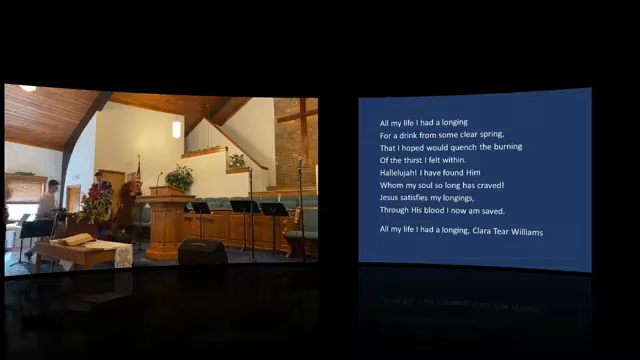 All my life I had a longing
For a drink from some clear spring,
That I hoped would quench the burning
Of the thirst I felt within.
Hallelujah! I have found Him
Whom my soul so long has craved!
Jesus satisfies my longings,
Through His blood I now am saved.
All my life I had a longing, Clara Tear Williams